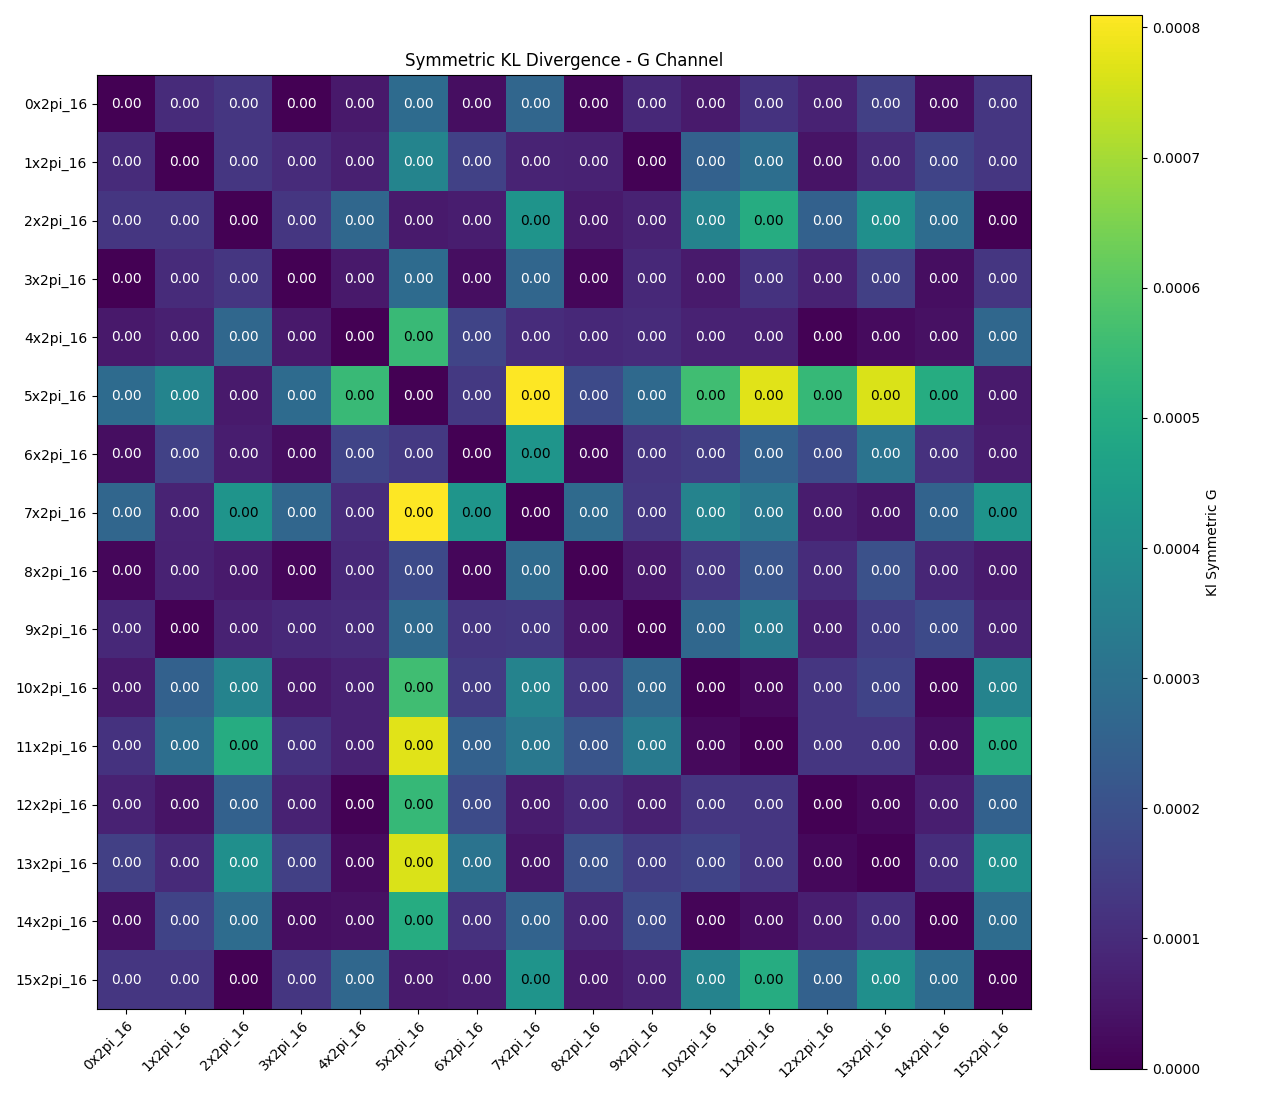 Symmetric KL Divergence - G Channel
0x2pi_16 0.00 0.00 0.00 0.00 0.00 0.00 0.00 0.00 0.00 0.00 0.00 0.00 0.00 0.00 0.00 0.00
1x2pi_16 0.00 0.00 0.00 0.00 0.00 0.00 0.00 0.00 0.00 0.00 0.00 0.00 0.00 0.00 0.00 0.00
2x2pi_16 0.00 0.00 0.00 0.00 0.00 0.00 0.00 0.00 0.00 0.00 0.00 0.00 0.00 0.00 0.00 0.00
3x2pi_16 0.00 0.00 0.00 0.00 0.00 0.00 0.00 0.00 0.00 0.00 0.00 0.00 0.00 0.00 0.00 0.00
4x2pi_16 0.00 0.00 0.00 0.00 0.00 0.00 0.00 0.00 0.00 0.00 0.00 0.00 0.00 0.00 0.00 0.00
5x2pi_16 0.00 0.00 0.00 0.00 0.00 0.00 0.00 0.00 0.00 0.00 0.00 0.00 0.00 0.00 0.00 0.00
6x2pi_16 0.00 0.00 0.00 0.00 0.00 0.00 0.00 0.00 0.00 0.00 0.00 0.00 0.00 0.00 0.00 0.00
7x2pi_16 0.00 0.00 0.00 0.00 0.00 0.00 0.00 0.00 0.00 0.00 0.00 0.00 0.00 0.00 0.00 0.00
8x2pi_16 0.00 0.00 0.00 0.00 0.00 0.00 0.00 0.00 0.00 0.00 0.00 0.00 0.00 0.00 0.00 0.00
9x2pi_16 0.00 0.00 0.00 0.00 0.00 0.00 0.00 0.00 0.00 0.00 0.00 0.00 0.00 0.00 0.00 0.00
10x2pi_16 0.00 0.00 0.00 0.00 0.00 0.00 0.00 0.00 0.00 0.00 0.00 0.00 0.00 0.00 0.00 0.00
11x2pi_16 0.00 0.00 0.00 0.00 0.00 0.00 0.00 0.00 0.00 0.00 0.00 0.00 0.00 0.00 0.00 0.00
12x2pi_16 0.00 0.00 0.00 0.00 0.00 0.00 0.00 0.00 0.00 0.00 0.00 0.00 0.00 0.00 0.00 0.00
13x2pi_16 0.00 0.00 0.00 0.00 0.00 0.00 0.00 0.00 0.00 0.00 0.00 0.00 0.00 0.00 0.00 0.00
14x2pi_16 0.00 0.00 0.00 0.00 0.00 0.00 0.00 0.00 0.00 0.00 0.00 0.00 0.00 0.00 0.00 0.00
15x2pi_16 0.00 0.00 0.00 0.00 0.00 0.00 0.00 0.00 0.00 0.00 0.00 0.00 0.00 0.00 0.00 0.00
0x2pi_16 1x2pi_16 2x2pi_16 3x2pi_16 4x2pi_16 5x2pi_16 6x2pi_16 7x2pi_16 8x2pi_16 9x2pi_16 10x2pi_16 11x2pi_16 12x2pi_16 13x2pi_16 14x2pi_16 15x2pi_16
0.0008
0.0007
0.0006
0.0005
0.0004
0.0003
0.0002
0.0001
0.0000
Kl Symmetric G